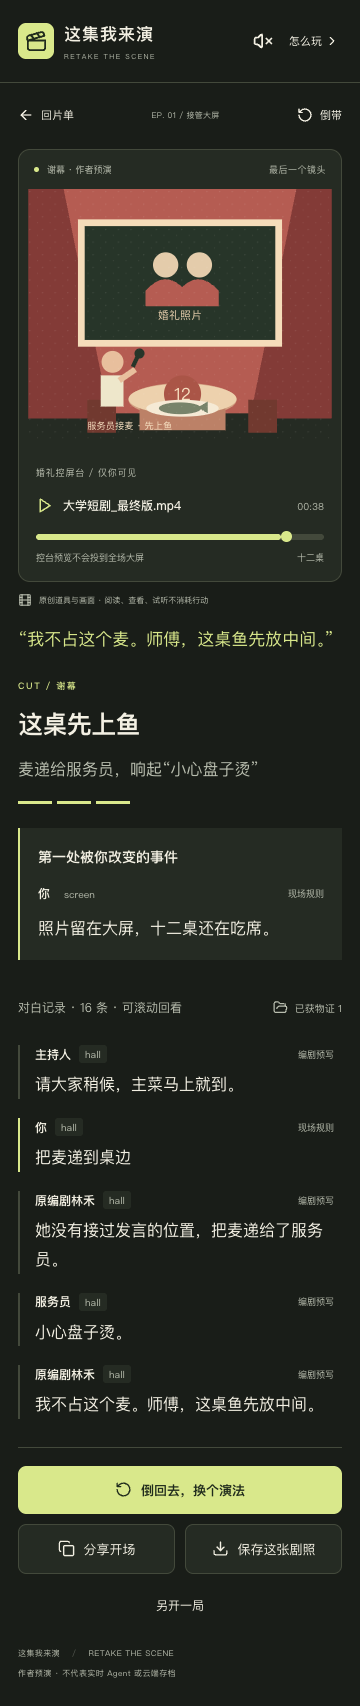 这集我来演
RETAKE THE SCENE
怎么玩
回片单
EP. 01 / 接管大屏
倒带
谢幕 · 作者预演
最后一个镜头
婚礼照片
12
服务员接麦 · 先上鱼
婚礼控屏台 / 仅你可见
大学短剧_最终版.mp4
00:38
控台预览不会投到全场大屏
十二桌
原创道具与画面 · 阅读、查看、试听不消耗行动
“我不占这个麦。师傅，这桌鱼先放中间。”
CUT / 谢幕
这桌先上鱼
麦递给服务员，响起“小心盘子烫”
第一处被你改变的事件
你 screen
现场规则
照片留在大屏，十二桌还在吃席。
对白记录 · 16 条 · 可滚动回看
已获物证 1
主持人 hall
编剧预写
请大家稍候，主菜马上就到。
你 hall
现场规则
把麦递到桌边
原编剧林禾 hall
编剧预写
她没有接过发言的位置，把麦递给了服务
员。
服务员 hall
编剧预写
小心盘子烫。
原编剧林禾 hall
编剧预写
我不占这个麦。师傅，这桌鱼先放中间。
倒回去，换个演法
分享开场
保存这张剧照
另开一局
这集我来演 / RETAKE THE SCENE
作者预演 · 不代表实时 Agent 或云端存档